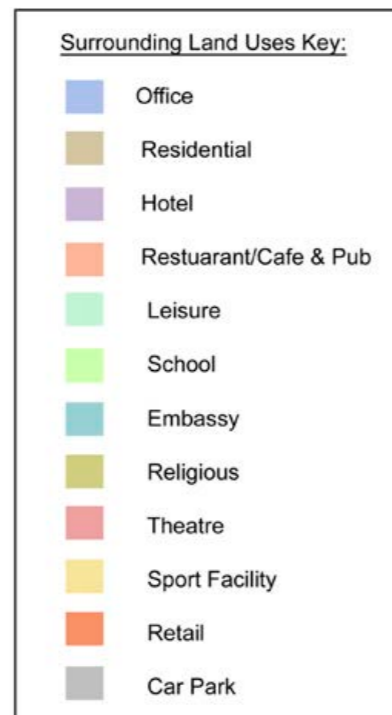 Surrounding Land Uses Key:
Office
Residential
Hotel
Restuarant/Cafe & Pub
Leisure
School
Embassy
Religious
Theatre
Sport Facility
Retail
Car Park